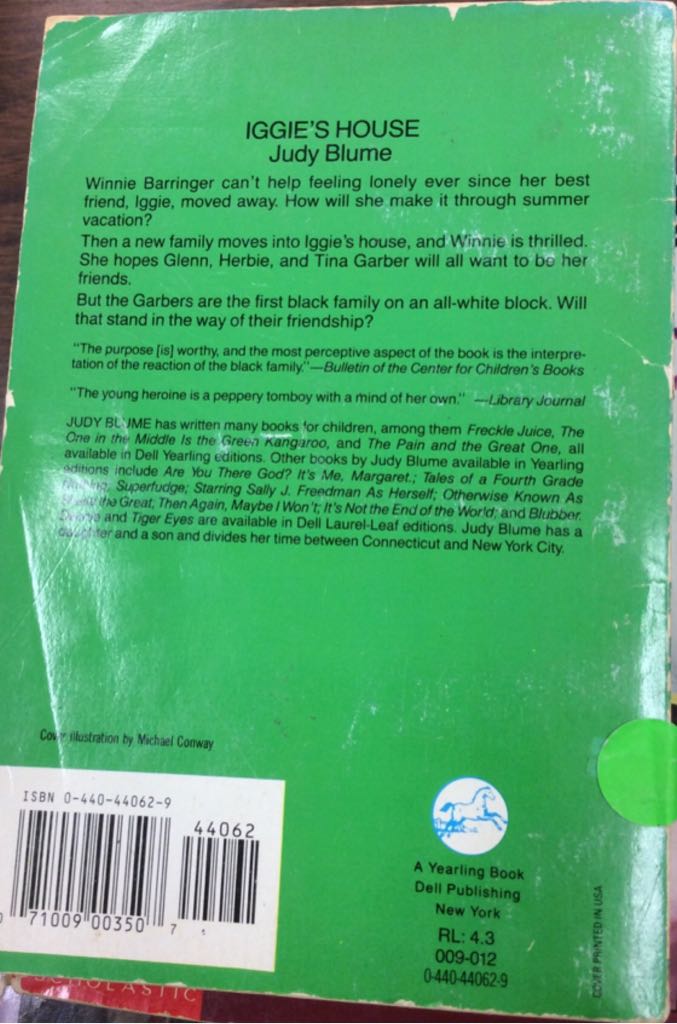 IGGIE'S HOUSE
Judy Blume
Winnie Barringer can't help feeling lonely ever since her best
friend, Iggie, moved away. How will she make it through summer
vacation?
Then a new family moves into Iggie's house, and Winnie is thrilled.
She hopes Glenn, Herbie, and Tina Garber will all want to be her
friends.
But the Garbers are the first black family on an all-white block. Will
that stand in the way of their friendship?
"The purpose [is] worthy, and the most perceptive aspect of the book is the interpre-
tation of the reaction of the black family."—Bulletin of the Center for Children's Books
"The young heroine is a peppery tomboy with a mind of her own." —Library Journal
JUDY BLUME has written many books for children, among them Freckle Juice, The
One in the Middle Is the Green Kangaroo, and The Pain and the Great One, all
available in Dell Yearling editions. Other books by Judy Blume available in Yearling
editions include Are You There God? It's Me, Margaret.; Tales of a Fourth Grade
Superfudge; Starring Sally J. Freedman As Herself; Otherwise Known As
the Great, Then Again, Maybe I Won't; It's Not the End of the World; and Blubber.
and Tiger Eyes are available in Dell Laurel-Leaf editions. Judy Blume has a
daughter and a son and divides her time between Connecticut and New York City.
Cover illustration by Michael Conway
ISBN 0-440-44062-9
44062
0 71009 00350 7
A Yearling Book
Dell Publishing
New York
RL: 4.3
009-012
0-440-44062-9
COVER PRINTED IN USA
SCHOLASTIC